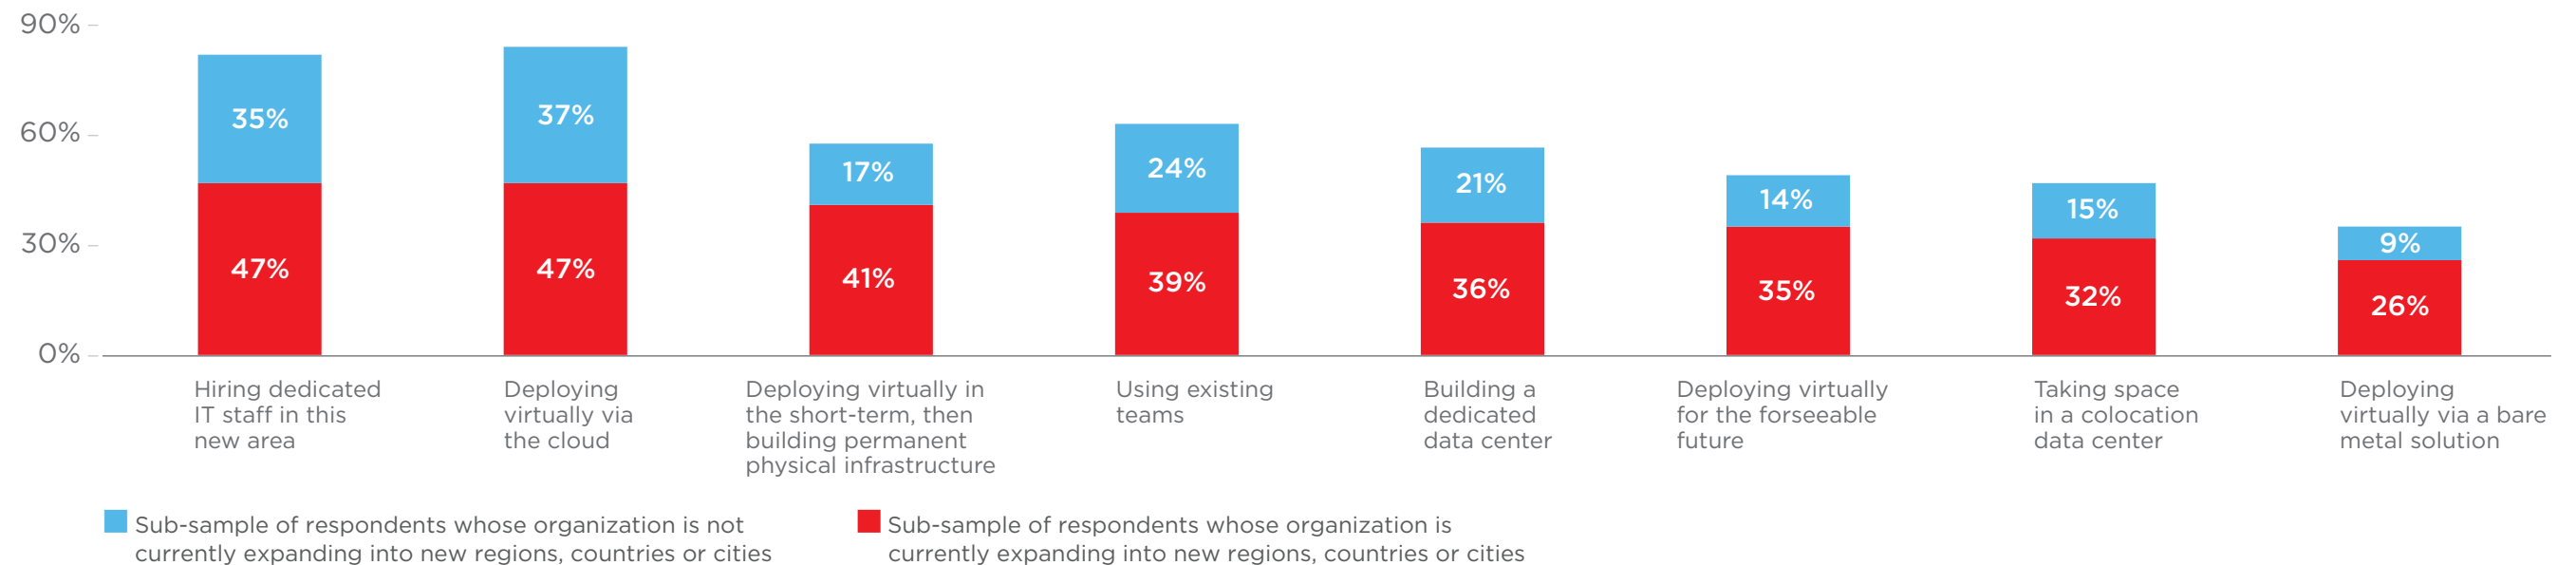 90%
60%
30%
0%
35%
37%
17%
24%
21%
14%
15%
9%
47%
47%
41%
39%
36%
35%
32%
26%
Hiring dedicated
IT staff in this
new area
Deploying
virtually via
the cloud
Deploying virtually in
the short-term, then
building permanent
physical infrastructure
Using existing
teams
Building a
dedicated
data center
Deploying virtually
for the forseeable
future
Taking space
in a colocation
data center
Deploying
virtually via a bare
metal solution
Sub-sample of respondents whose organization is not
currently expanding into new regions, countries or cities
Sub-sample of respondents whose organization is
currently expanding into new regions, countries or cities